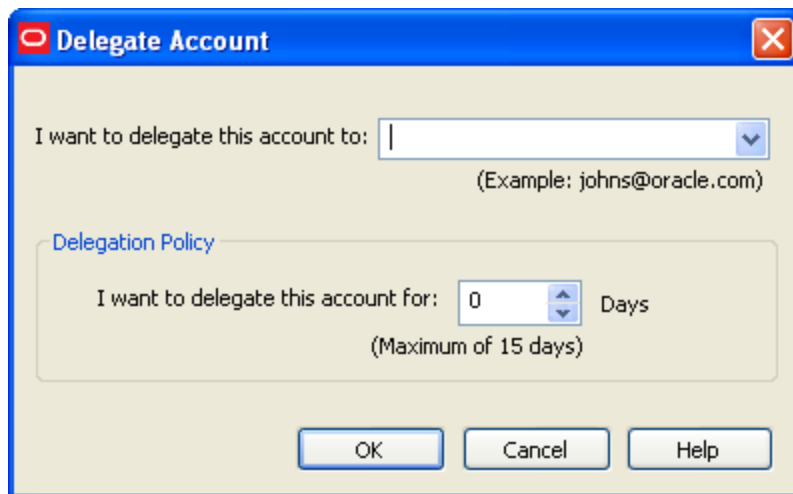 Delegate Account
I want to delegate this account to:
(Example: johns@oracle.com)
Delegation Policy
I want to delegate this account for: 0 Days
(Maximum of 15 days)
OK Cancel Help